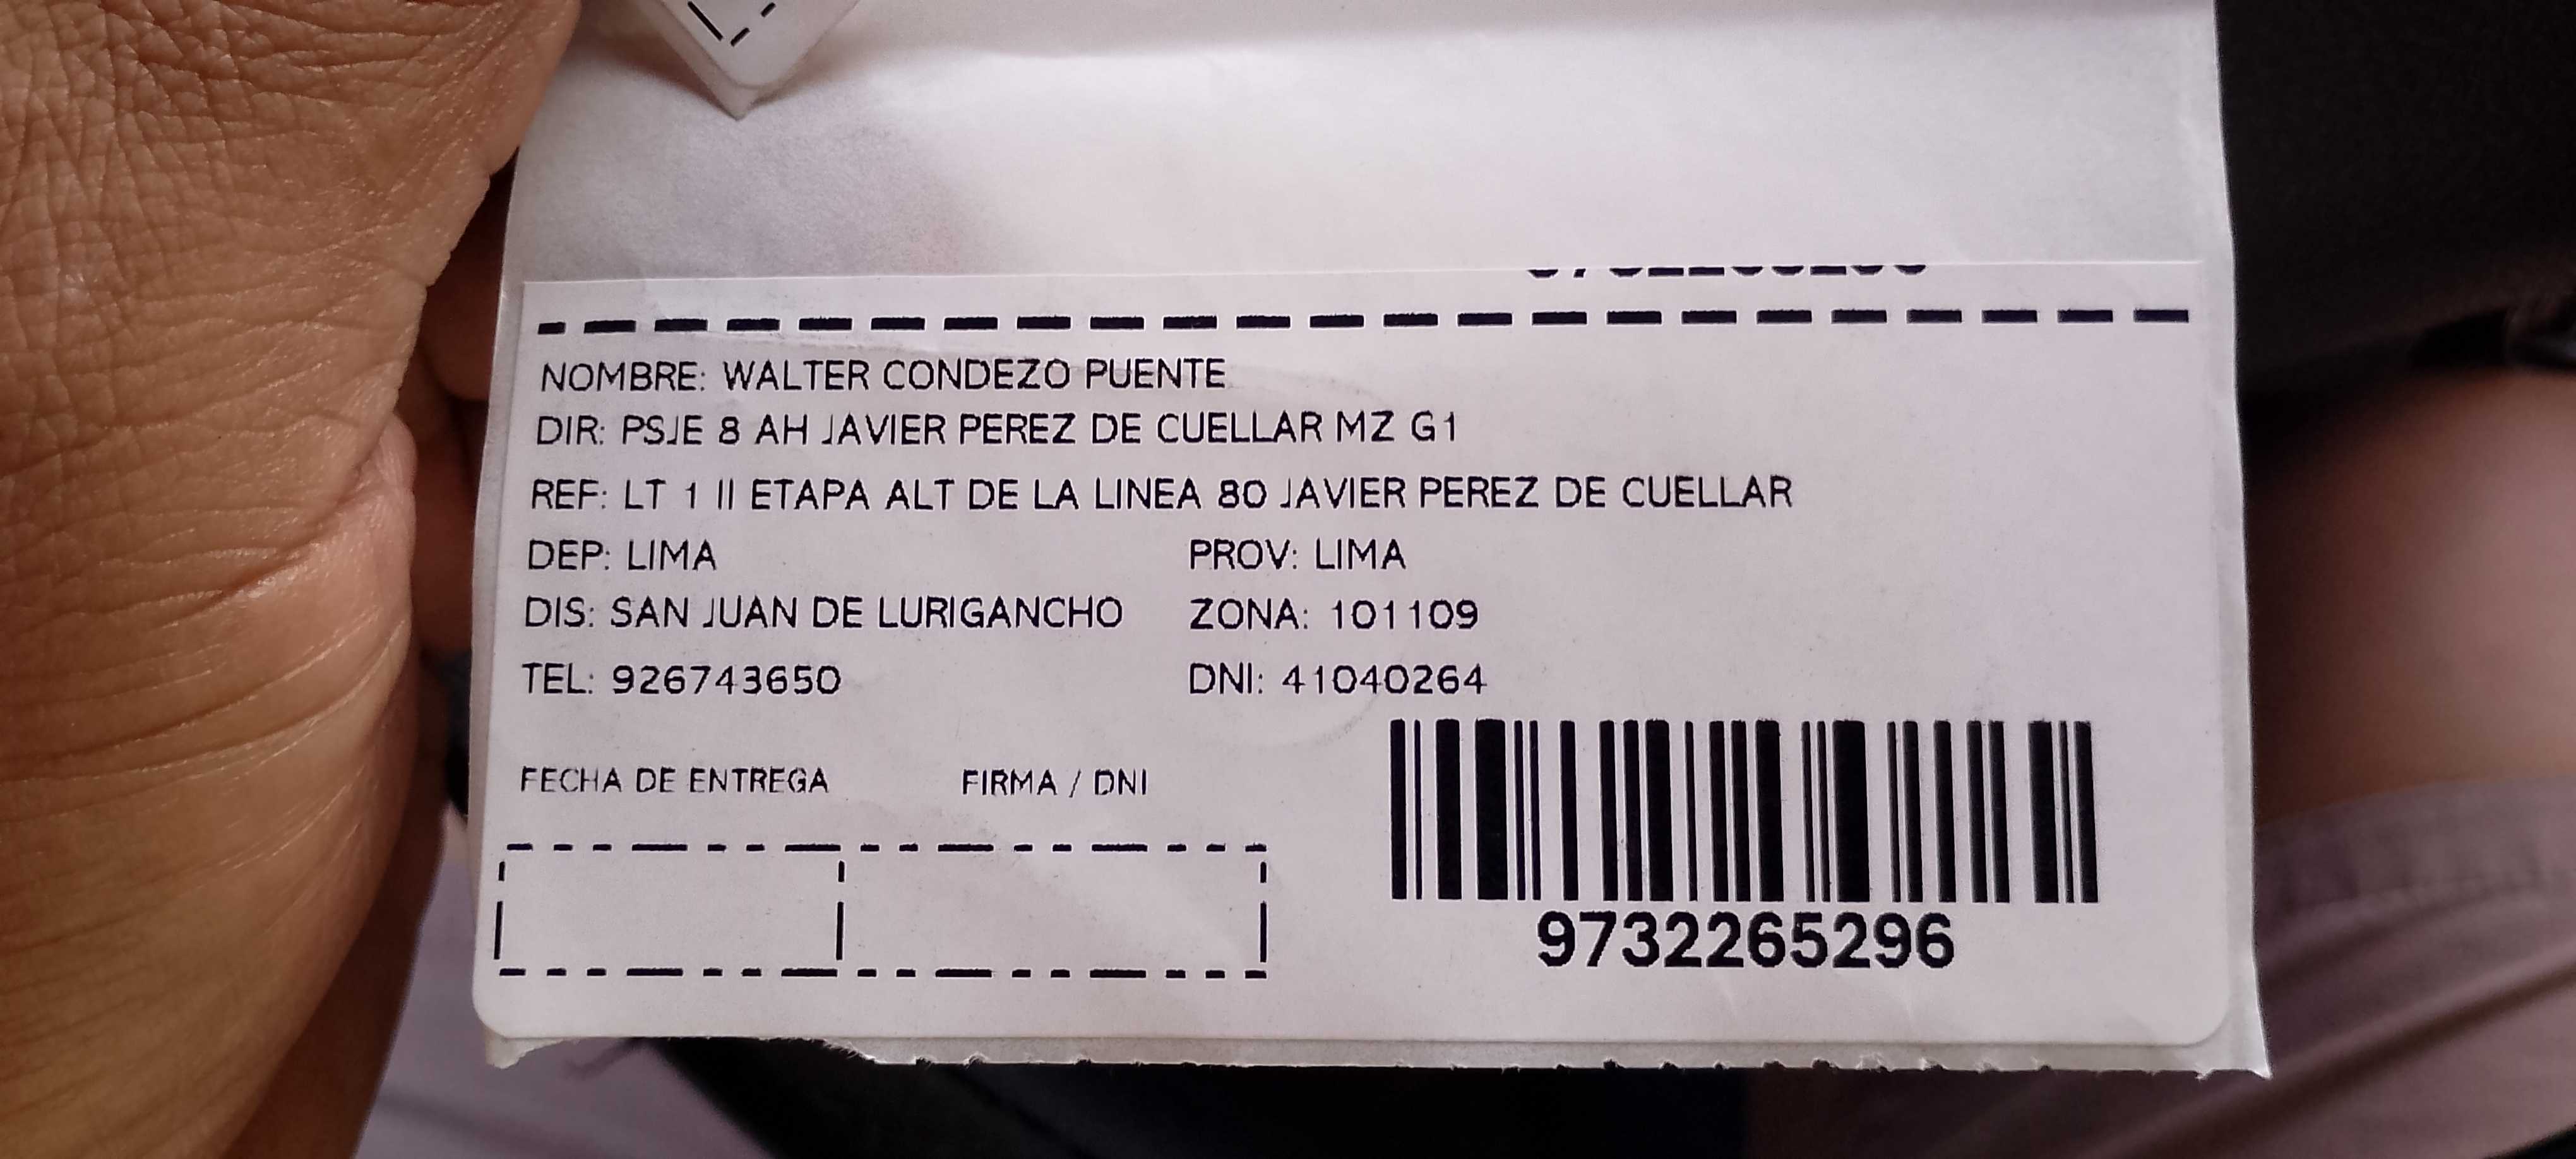 NOMBRE: WALTER CONDEZO PUENTE
DIR: PSJE 8 AH JAVIER PEREZ DE CUELLAR MZ G1
REF: LT 1 II ETAPA ALT DE LA LINEA 80 JAVIER PEREZ DE CUELLAR
DEP: LIMA PROV: LIMA
DIS: SAN JUAN DE LURIGANCHO ZONA: 101109
TEL: 926743650 DNI: 41040264
FECHA DE ENTREGA FIRMA / DNI
9732265296